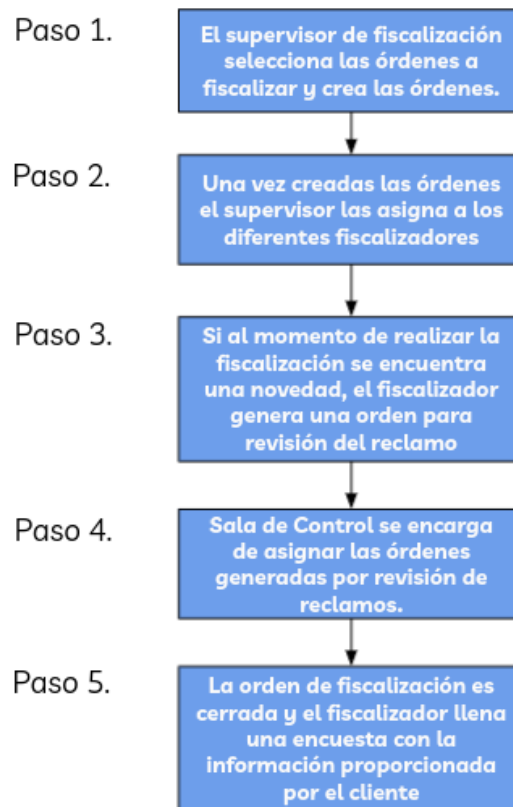 Paso 1.
El supervisor de fiscalización
selecciona las órdenes a
fiscalizar y crea las órdenes.
Paso 2.
Una vez creadas las órdenes
el supervisor las asigna a los
diferentes fiscalizadores
Paso 3.
Si al momento de realizar la
fiscalización se encuentra
una novedad, el fiscalizador
genera una orden para
revisión del reclamo
Paso 4.
Sala de Control se encarga
de asignar las órdenes
generadas por revisión de
reclamos.
Paso 5.
La orden de fiscalización es
cerrada y el fiscalizador llena
una encuesta con la
información proporcionada
por el cliente